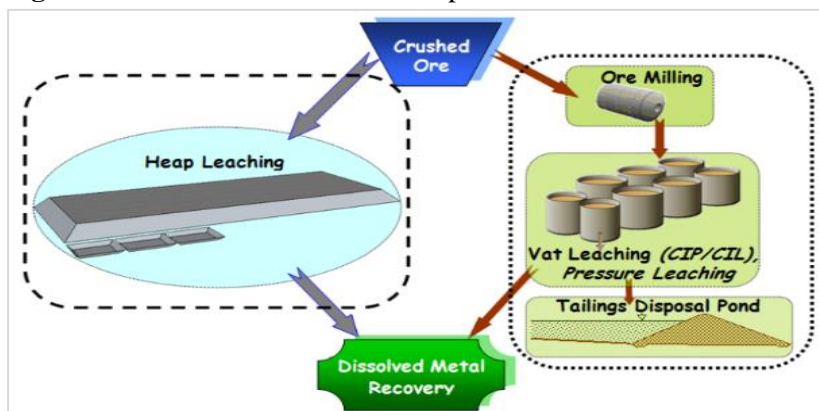 Crushed
Ore
Ore Milling
Heap Leaching
Vat Leaching (CIP/CIL),
Pressure Leaching
Tailings Disposal Pond
Dissolved Metal
Recovery